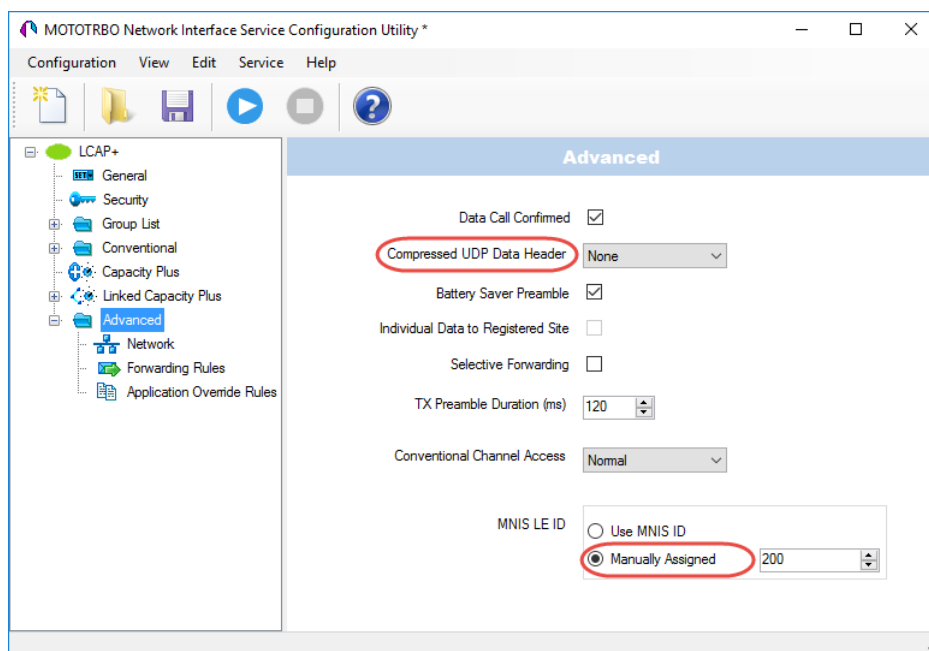 MOTOTRBO Network Interface Service Configuration Utility *
Configuration View Edit Service Help
LCAP+
SET
General
Security
Group List
Conventional
Capacity Plus
Linked Capacity Plus
Advanced
Network
Forwarding Rules
Application Override Rules
Advanced
Data Call Confirmed
Compressed UDP Data Header None
Battery Saver Preamble
Individual Data to Registered Site
Selective Forwarding
TX Preamble Duration (ms) 120
Conventional Channel Access Normal
MNIS LE ID
Use MNIS ID
Manually Assigned 200